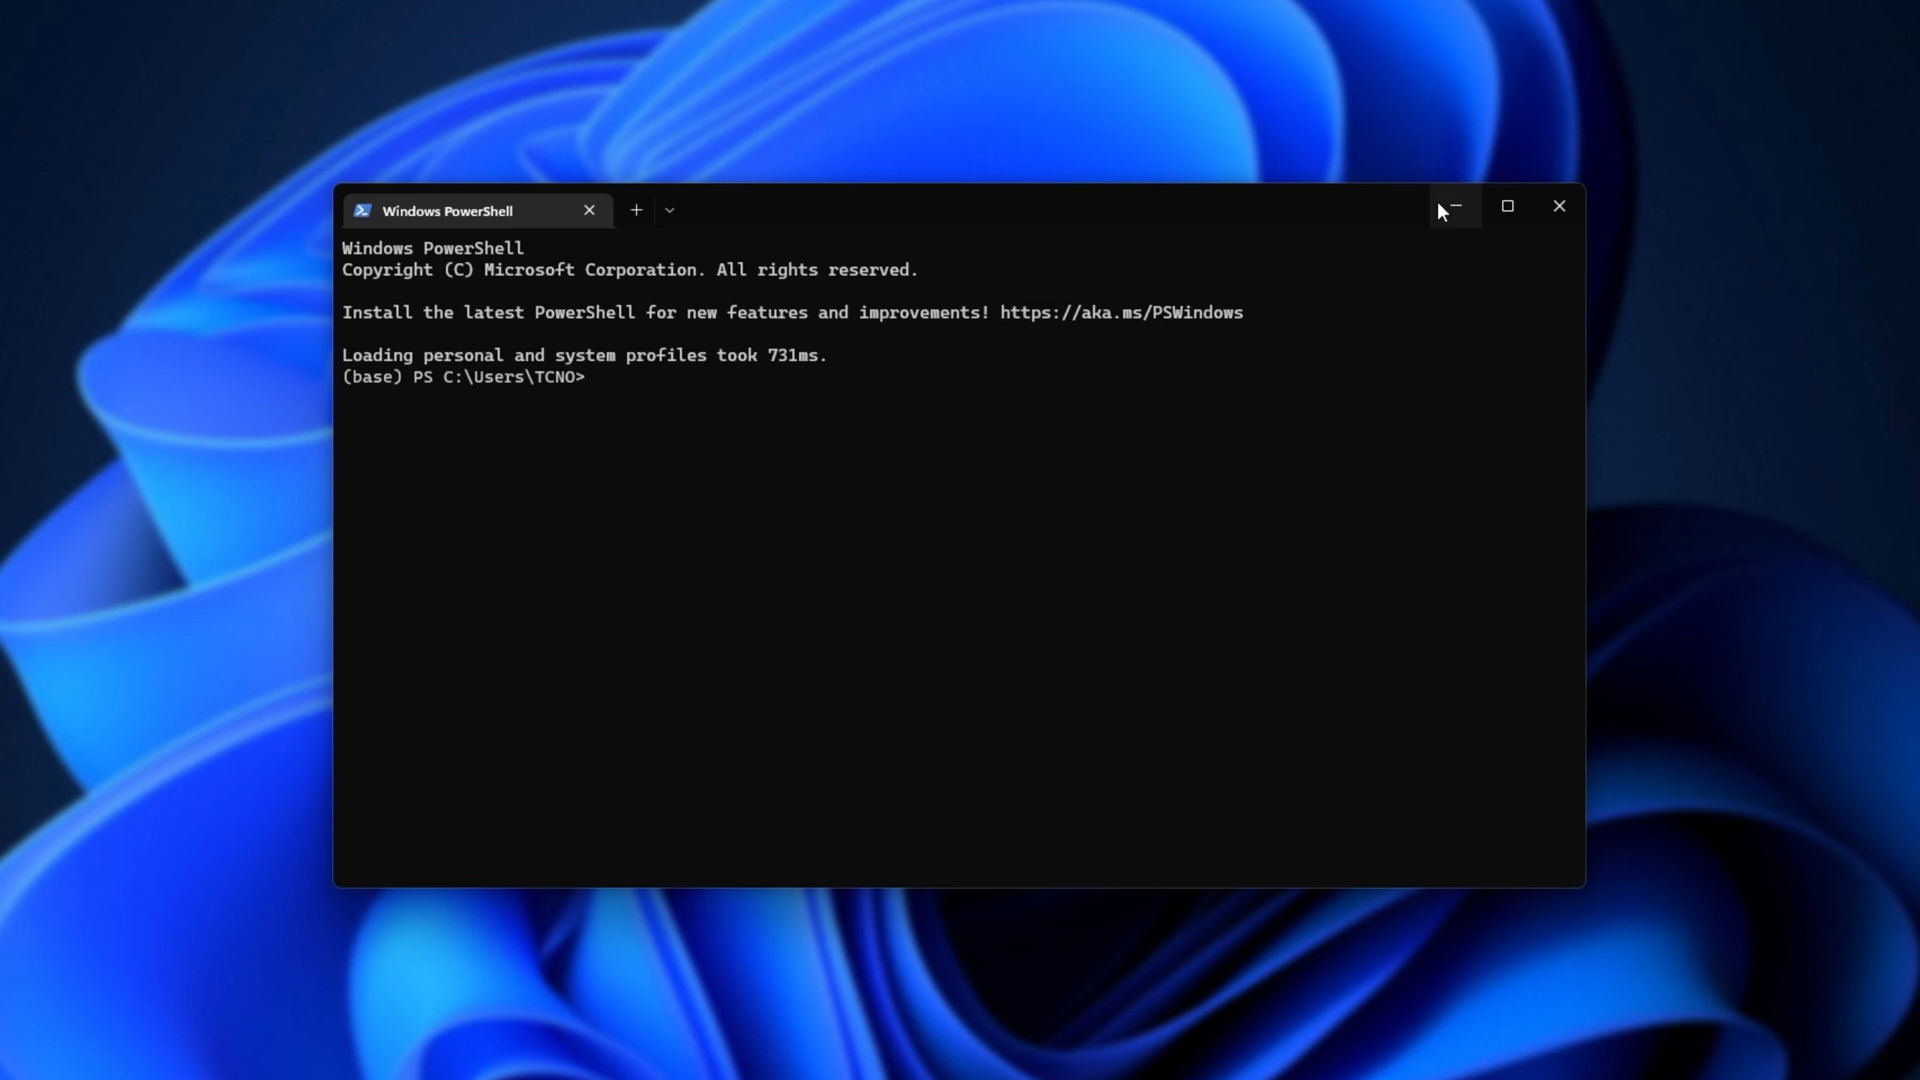 Windows PowerShell
Windows PowerShell
Copyright (C) Microsoft Corporation. All rights reserved.
Install the latest PowerShell for new features and improvements! https://aka.ms/PSWindows
Loading personal and system profiles took 731ms.
(base) PS C:\Users\TCNO>